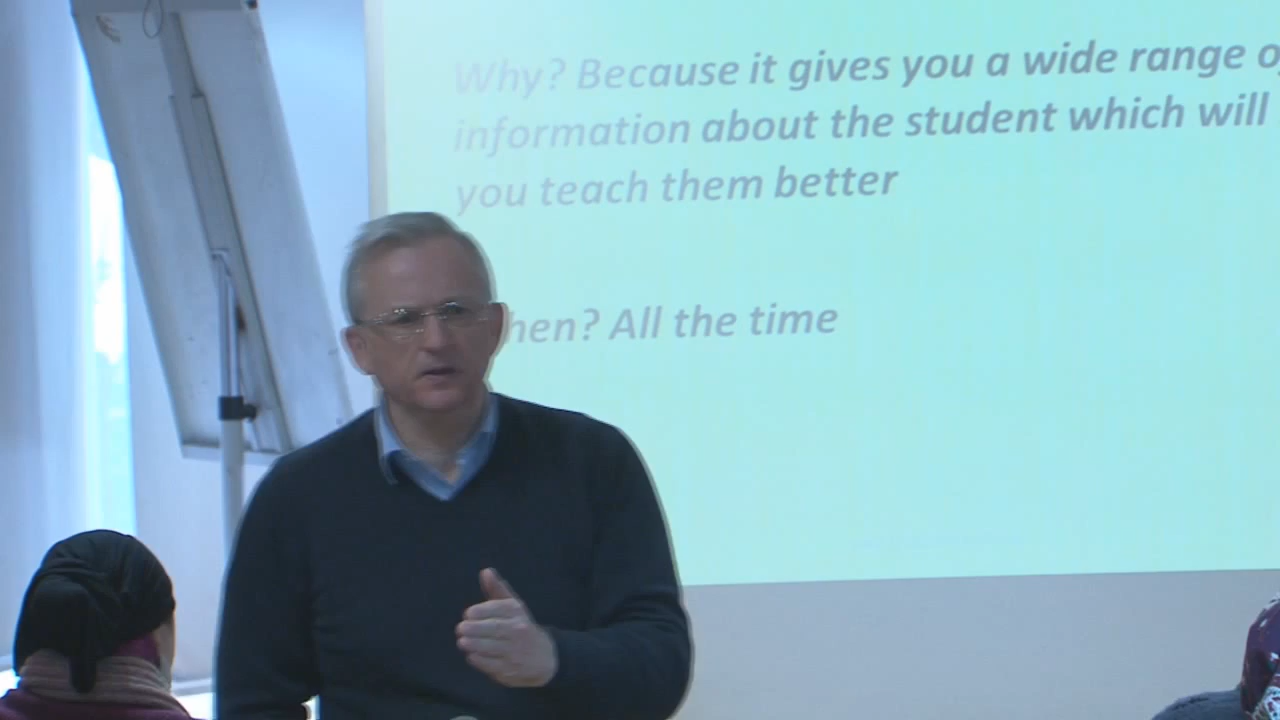 Why? Because it gives you a wide range o
information about the student which will
you teach them better
hen? All the time